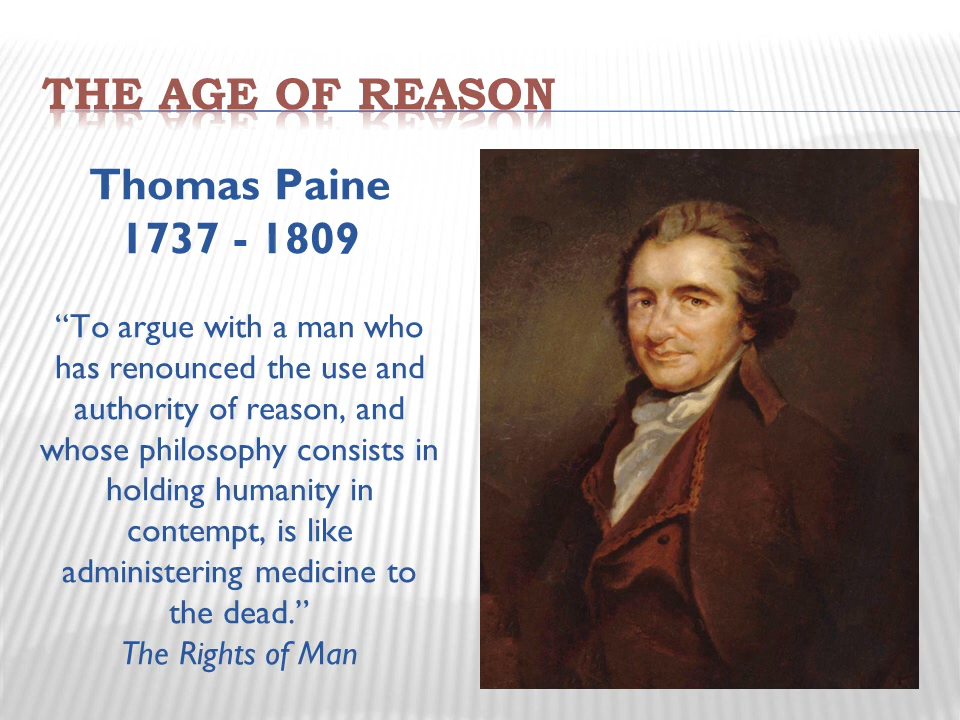 THE AGE OF REASON
Thomas Paine
1737 - 1809
“To argue with a man who
has renounced the use and
authority of reason, and
whose philosophy consists in
holding humanity in
contempt, is like
administering medicine to
the dead.”
The Rights of Man